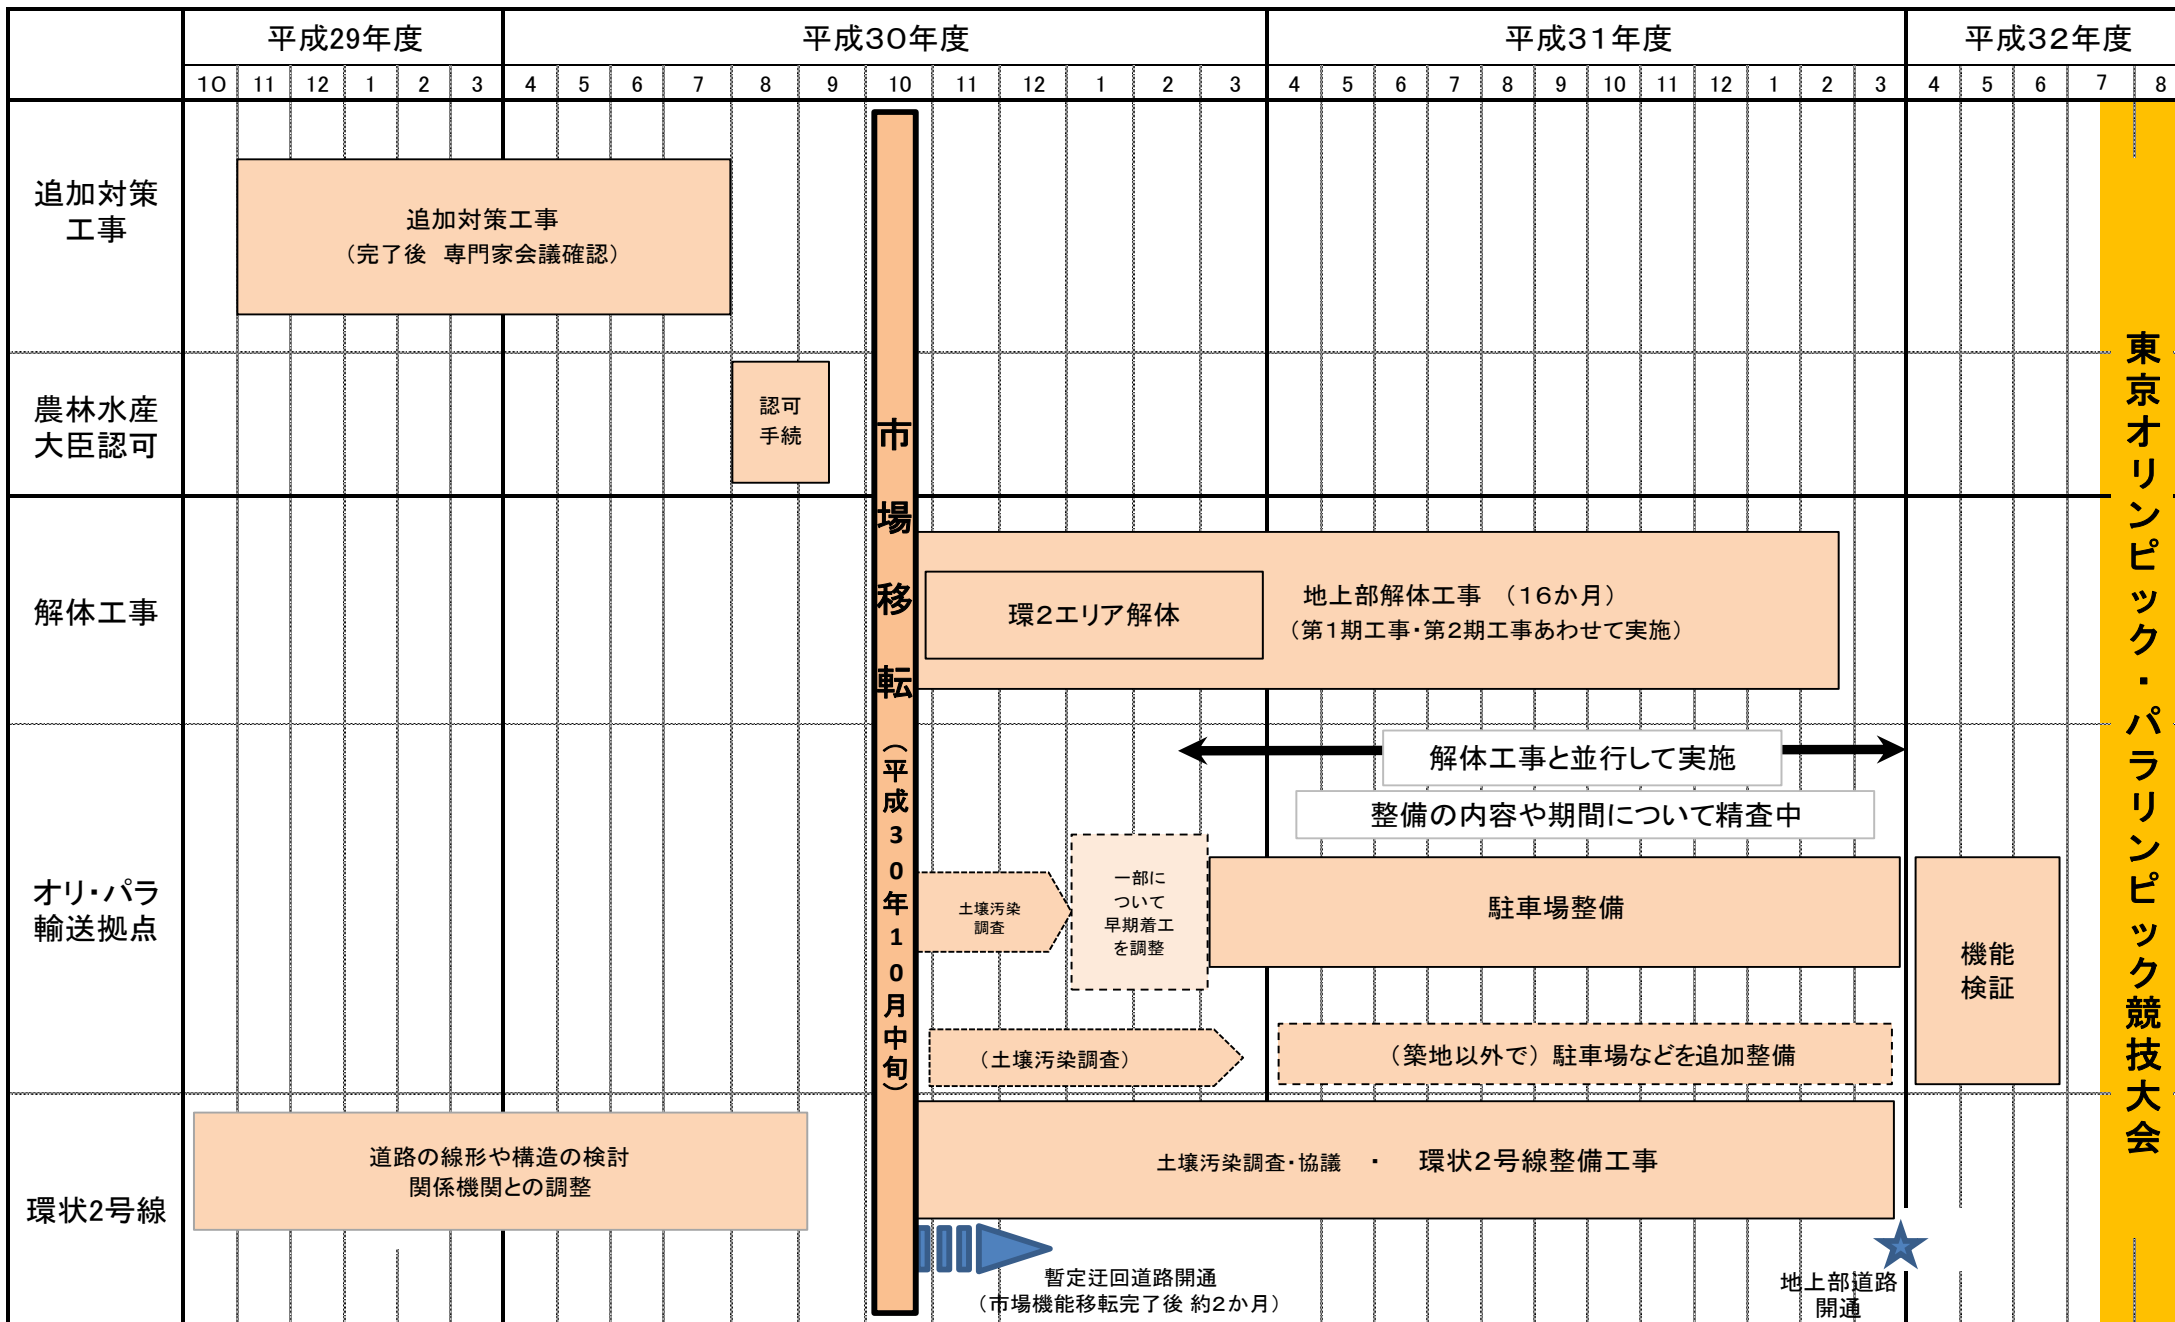 平成29年度 平成30年度 平成31年度 平成32年度
10 11 12 1 2 3 4 5 6 7 8 9 10 11 12 1 2 3 4 5 6 7 8 9 10 11 12 1 2 3 4 5 6 7 8
追加対策
工事
追加対策工事
（完了後　専門家会議確認）
農林水産
大臣認可
認可
手続
市場移転（平成30年10月中旬）
解体工事
環2エリア解体
地上部解体工事　（16か月）
（第1期工事・第2期工事あわせて実施）
オリ・パラ
輸送拠点
解体工事と並行して実施
整備の内容や期間について精査中
土壌汚染
調査
一部に
ついて
早期着工
を調整
駐車場整備
機能
検証
（土壌汚染調査）
（築地以外で）駐車場などを追加整備
環状2号線
道路の線形や構造の検討
関係機関との調整
土壌汚染調査・協議　・　環状2号線整備工事
暫定迂回道路開通
（市場機能移転完了後 約2か月）
地上部道路
開通
東京オリンピック・パラリンピック競技大会